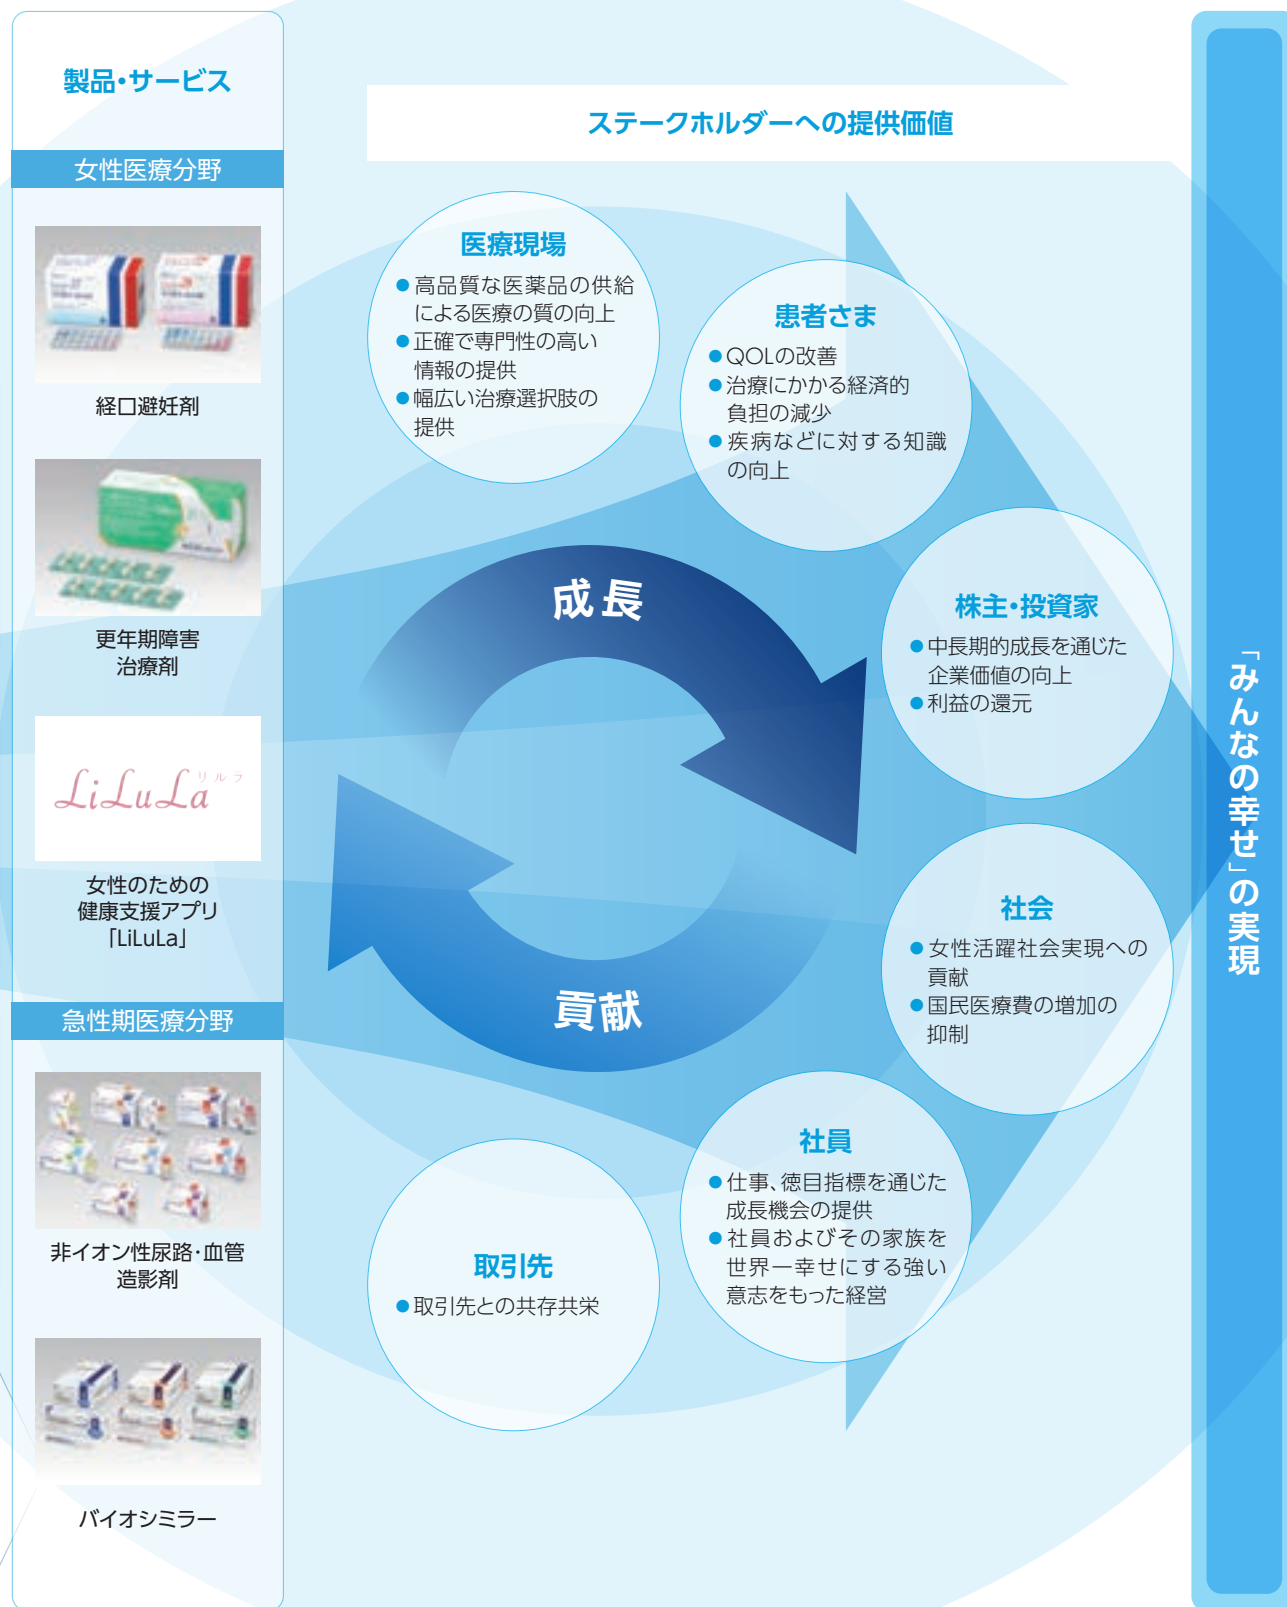 製品・サービス
女性医療分野
経口避妊剤
更年期障害
治療剤
LiLuLa リルラ
女性のための
健康支援アプリ
「LiLuLa」
急性期医療分野
非イオン性尿路・血管
造影剤
バイオシミラー
ステークホルダーへの提供価値
医療現場
●高品質な医薬品の供給
による医療の質の向上
●正確で専門性の高い
情報の提供
●幅広い治療選択肢の
提供
患者さま
●QOLの改善
●治療にかかる経済的
負担の減少
●疾病などに対する知識
の向上
株主・投資家
●中長期的成長を通じた
企業価値の向上
●利益の還元
社会
●女性活躍社会実現への
貢献
●国民医療費の増加の
抑制
社員
●仕事、徳目指標を通じた
成長機会の提供
●社員およびその家族を
世界一幸せにする強い
意志をもった経営
取引先
●取引先との共存共栄
成長
貢献
「みんなの幸せ」の実現